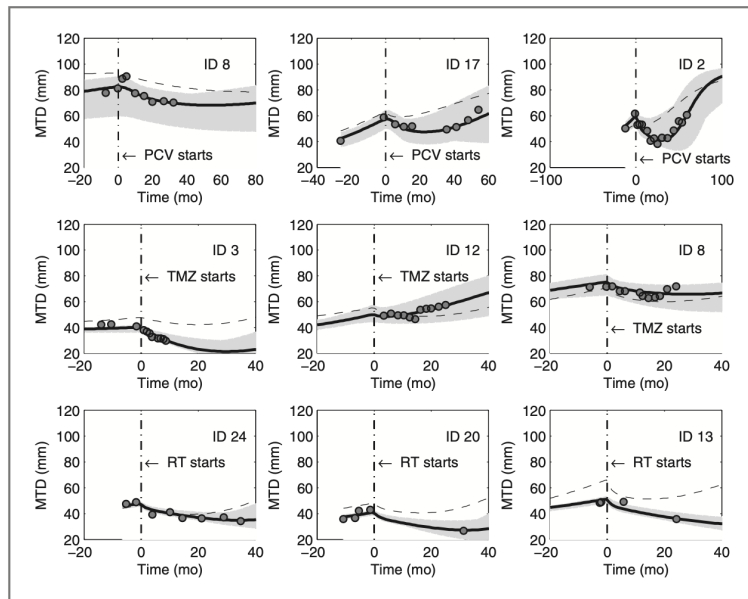 120
100
80
60
40
20
MTD (mm)
ID 8
← PCV starts
−20 0 20 40 60 80
Time (mo)
120
100
80
60
40
20
MTD (mm)
ID 17
← PCV starts
−40 −20 0 20 40 60
Time (mo)
120
100
80
60
40
20
MTD (mm)
ID 2
← PCV starts
−100 0 100
Time (mo)
120
100
80
60
40
20
MTD (mm)
ID 3
← TMZ starts
−20 0 20 40
Time (mo)
120
100
80
60
40
20
MTD (mm)
ID 12
← TMZ starts
−20 0 20 40
Time (mo)
120
100
80
60
40
20
MTD (mm)
ID 8
← TMZ starts
−20 0 20 40
Time (mo)
120
100
80
60
40
20
MTD (mm)
ID 24
← RT starts
−20 0 20 40
Time (mo)
120
100
80
60
40
20
MTD (mm)
ID 20
← RT starts
−20 0 20 40
Time (mo)
120
100
80
60
40
20
MTD (mm)
ID 13
← RT starts
−20 0 20 40
Time (mo)